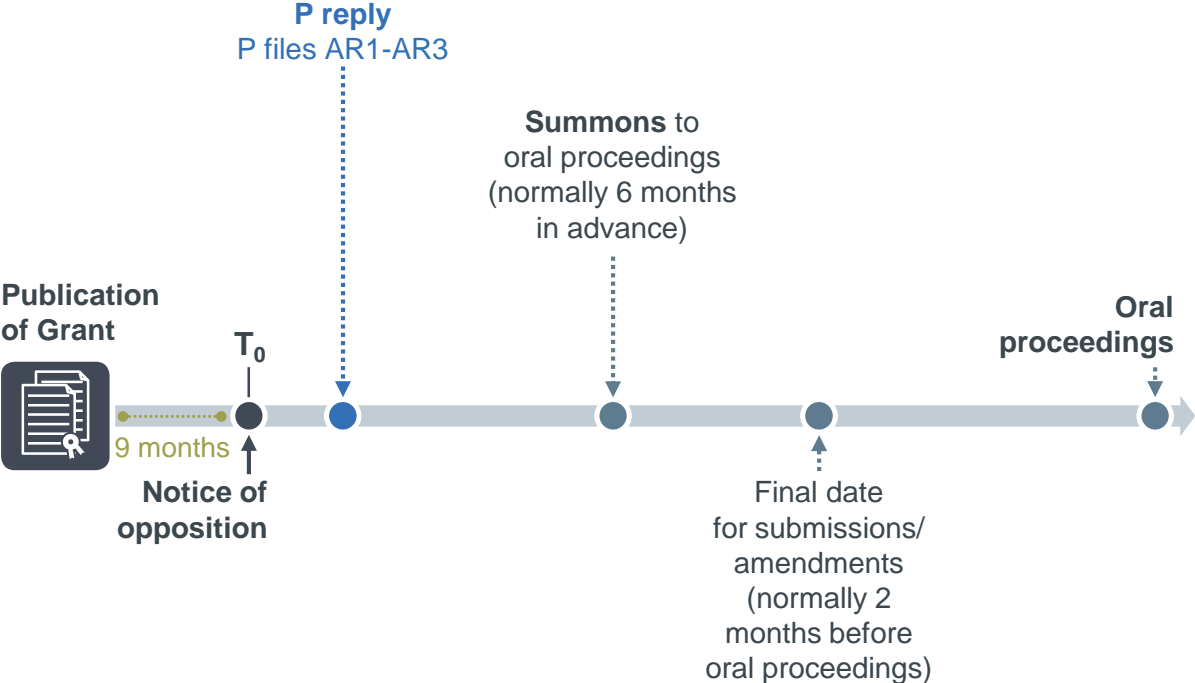 P reply
P files AR1-AR3
Summons to
oral proceedings
(normally 6 months
in advance)
Publication
of Grant
T₀
Oral
proceedings
9 months
Notice of
opposition
Final date
for submissions/
amendments
(normally 2
months before
oral proceedings)